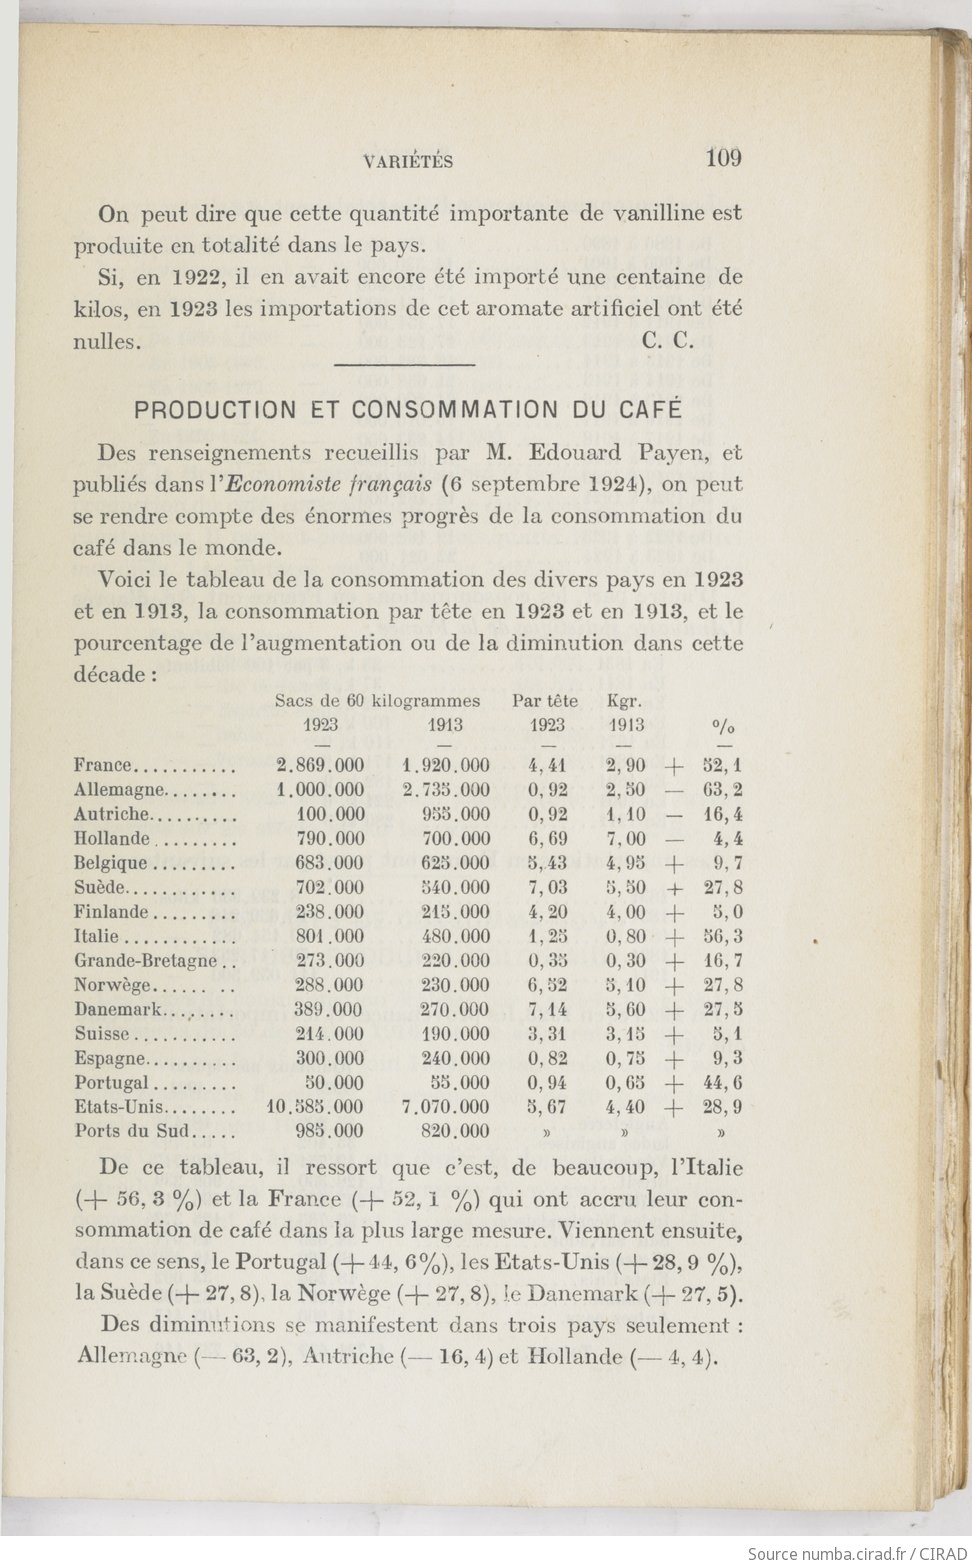 VARIÉTÉS 109
On peut dire que cette quantité importante de vanilline est
produite en totalité dans le pays.
Si, en 1922, il en avait encore été importé une centaine de
kilos, en 1923 les importations de cet aromate artificiel ont été
nulles. C. C.
PRODUCTION ET CONSOMMATION DU CAFÉ
Des renseignements recueillis par M. Edouard Payen, et
publiés dans l'Economiste français (6 septembre 1924), on peut
se rendre compte des énormes progrès de la consommation du
café dans le monde.
Voici le tableau de la consommation des divers pays en 1923
et en 1913, la consommation par tête en 1923 et en 1913, et le
pourcentage de l'augmentation ou de la diminution dans cette
décade :
Sacs de 60 kilogrammes Par tête Kgr.
1923 1913 1923 1913 %
— — — — —
France........... 2.869.000 1.920.000 4,41 2,90 + 52,1
Allemagne........ 1.000.000 2.735.000 0,92 2,50 — 63,2
Autriche.......... 100.000 955.000 0,92 1,10 — 16,4
Hollande ......... 790.000 700.000 6,69 7,00 — 4,4
Belgique ......... 683.000 625.000 5,43 4,95 + 9,7
Suède............ 702.000 540.000 7,03 5,50 + 27,8
Finlande ......... 238.000 215.000 4,20 4,00 + 5,0
Italie ............ 801.000 480.000 1,25 0,80 + 56,3
Grande-Bretagne .. 273.000 220.000 0,35 0,30 + 16,7
Norwège...... .. 288.000 230.000 6,52 5,10 + 27,8
Danemark........ 389.000 270.000 7,14 5,60 + 27,5
Suisse ........... 214.000 190.000 3,31 3,15 + 5,1
Espagne.......... 300.000 240.000 0,82 0,75 + 9,3
Portugal ......... 50.000 55.000 0,94 0,65 + 44,6
Etats-Unis........ 10.585.000 7.070.000 5,67 4,40 + 28,9
Ports du Sud..... 985.000 820.000 » » »
De ce tableau, il ressort que c'est, de beaucoup, l'Italie
(+ 56, 3 %) et la France (+ 52, 1 %) qui ont accru leur con-
sommation de café dans la plus large mesure. Viennent ensuite,
dans ce sens, le Portugal (+ 44, 6%), les Etats-Unis (+ 28, 9 %),
la Suède (+ 27, 8), la Norwège (+ 27, 8), le Danemark (+ 27, 5).
Des diminutions se manifestent dans trois pays seulement :
Allemagne (— 63, 2), Autriche (— 16, 4) et Hollande (— 4, 4).
Source numba.cirad.fr / CIRAD